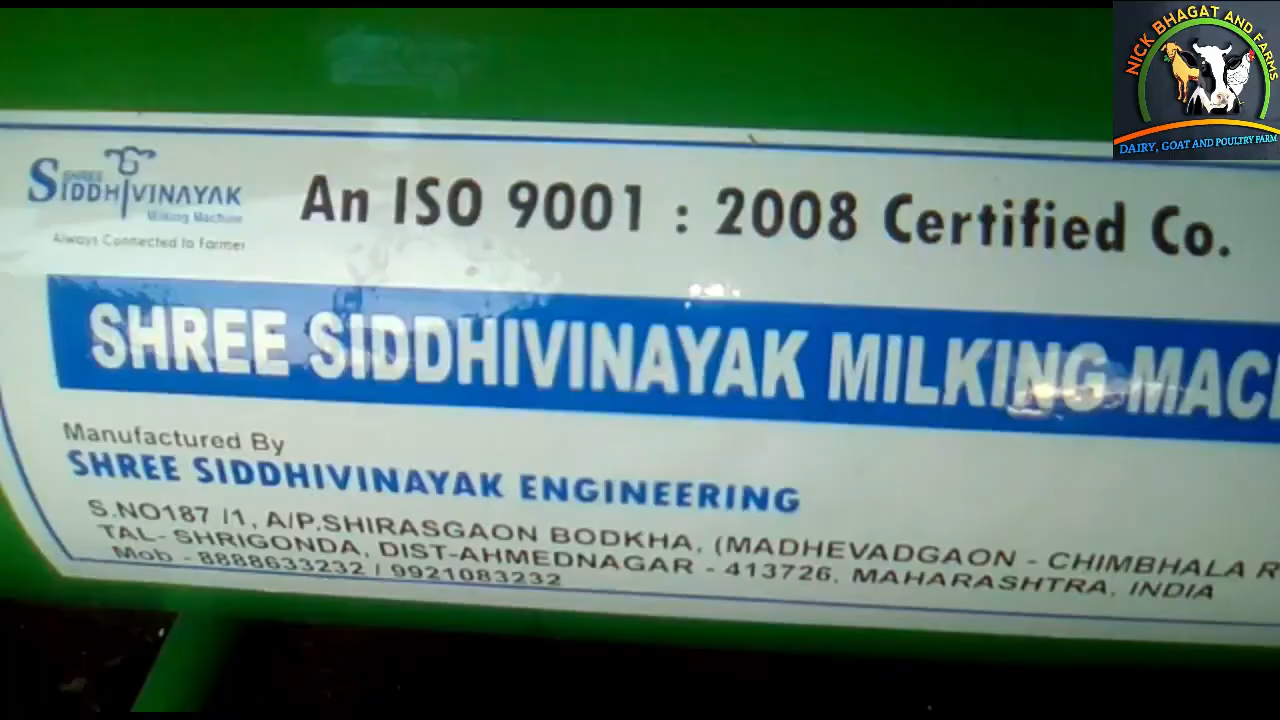 NICK BHAGAT AND FARMS
DAIRY, GOAT AND POULTRY FARM
SHREE
SIDDHIVINAYAK
Milking Machine
Always Connected to Farmer
An ISO 9001 : 2008 Certified Co.
SHREE SIDDHIVINAYAK MILKING MACH
Manufactured By
SHREE SIDDHIVINAYAK ENGINEERING
S.NO187 /1, A/P.SHIRASGAON BODKHA, (MADHEVADGAON - CHIMBHALA R
TAL- SHRIGONDA, DIST-AHMEDNAGAR - 413726, MAHARASHTRA, INDIA
Mob - 8888633232 / 9921083232